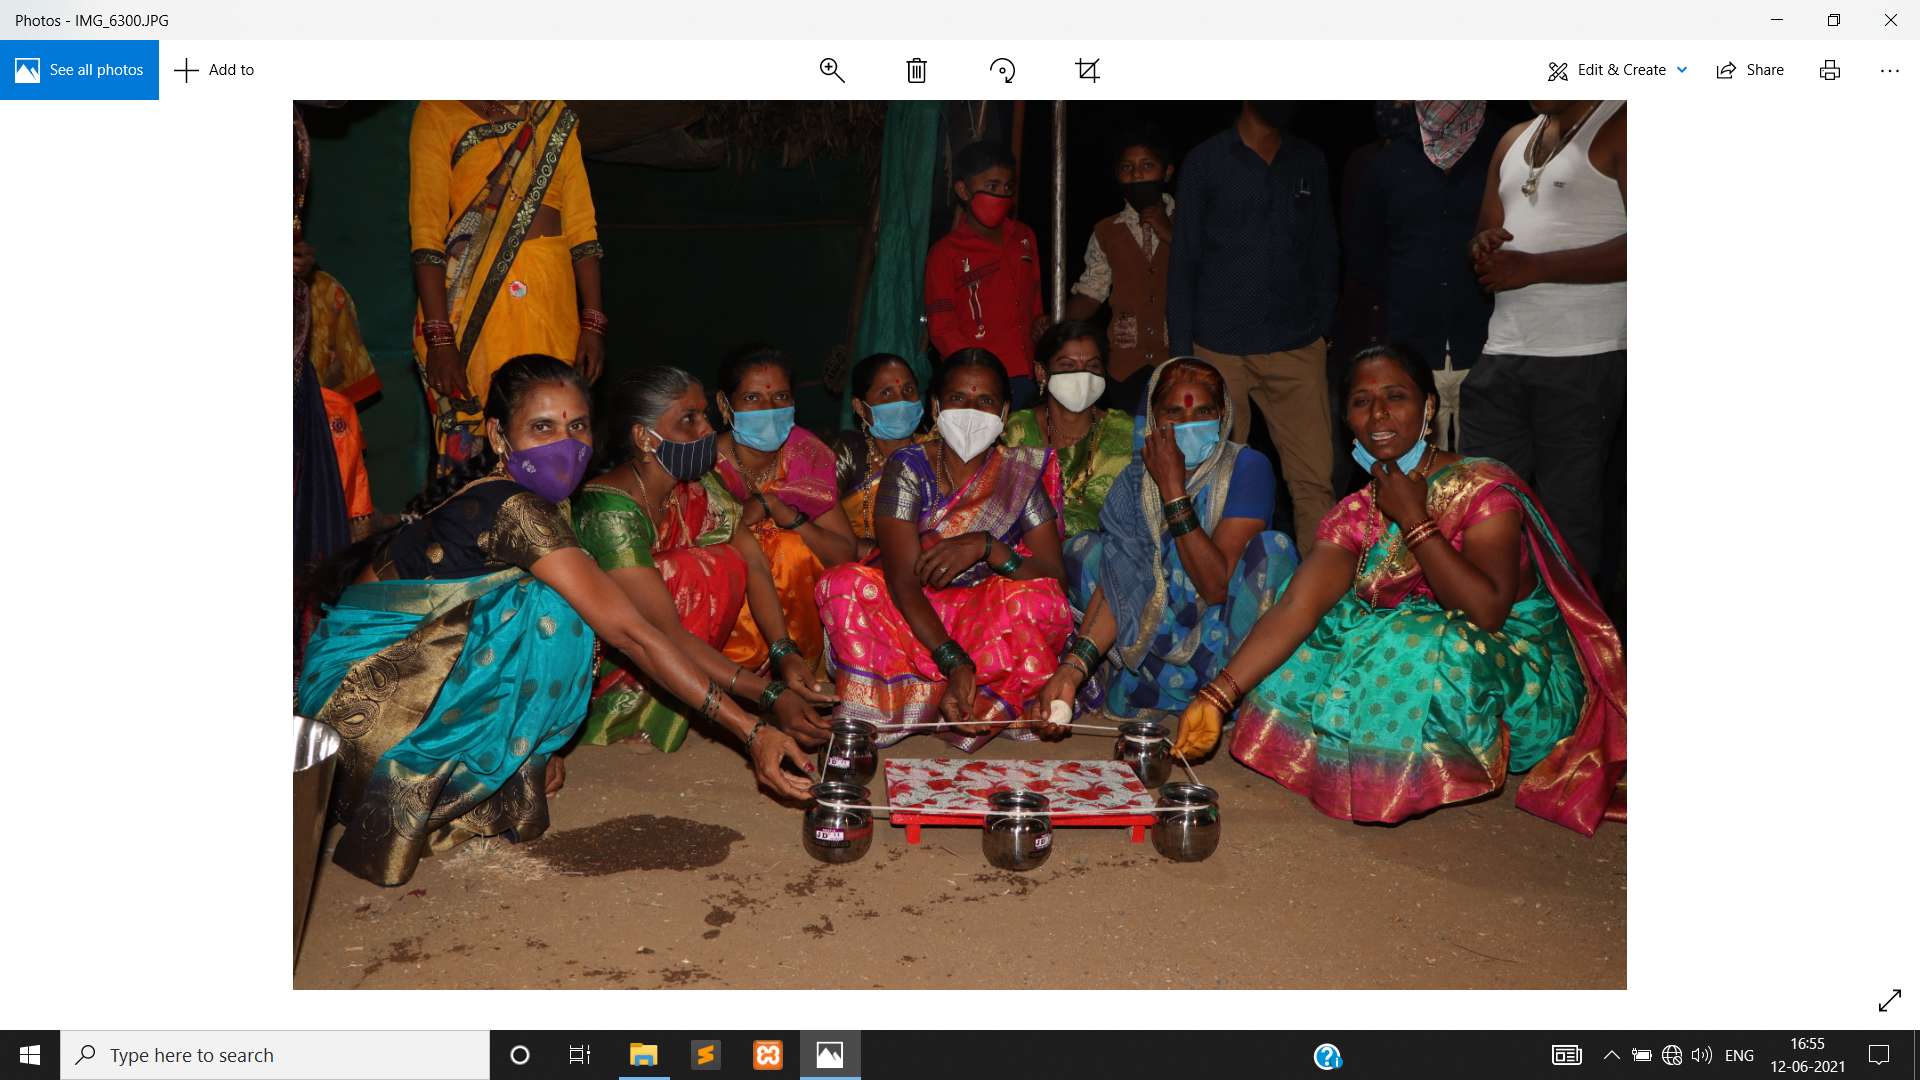 Photos - IMG_6300.JPG
See all photos
Add to
Edit & Create
Share
Type here to search
ENG
16:55
12-06-2021